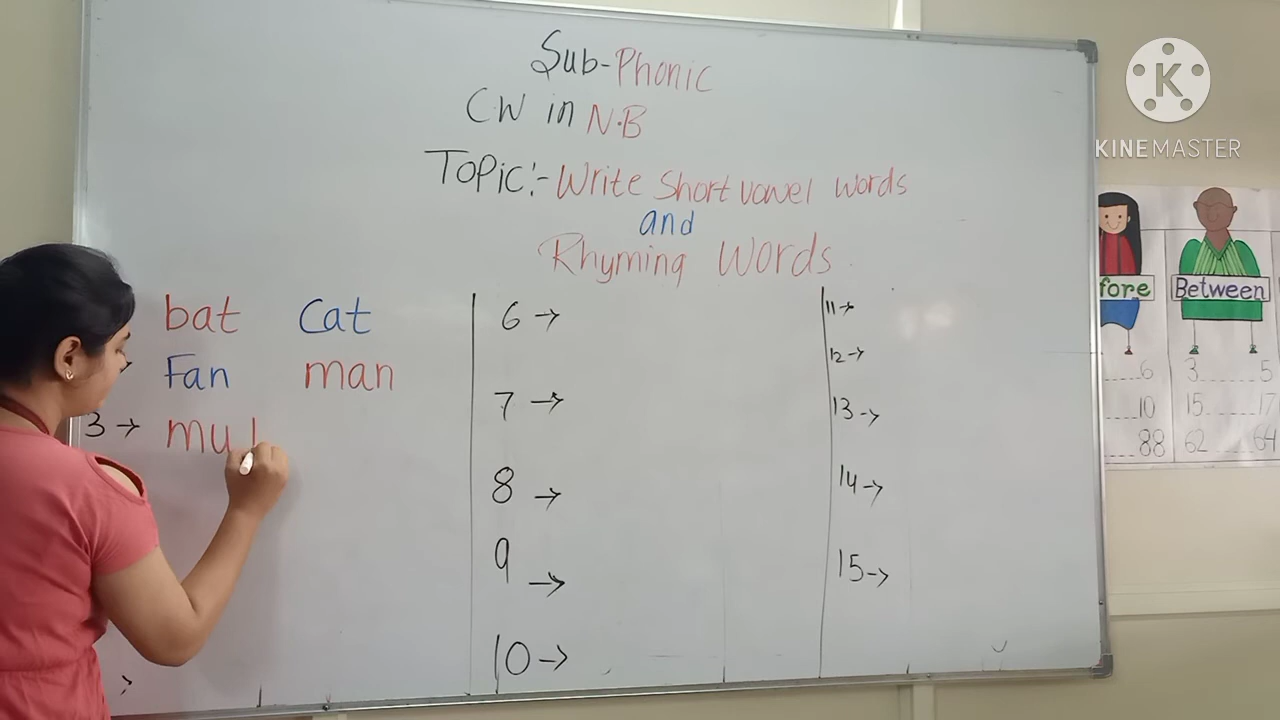 Sub-Phonic
CW in N.B
Topic:- Write Short vowel words
and
Rhyming Words
bat cat
Fan man
3 → mu
6 →
7 →
8 →
9 →
10 →
11 →
12 →
13 →
14 →
15 →
K
KINEMASTER
fore
Between
6
10
88
3 5
15 17
62 64